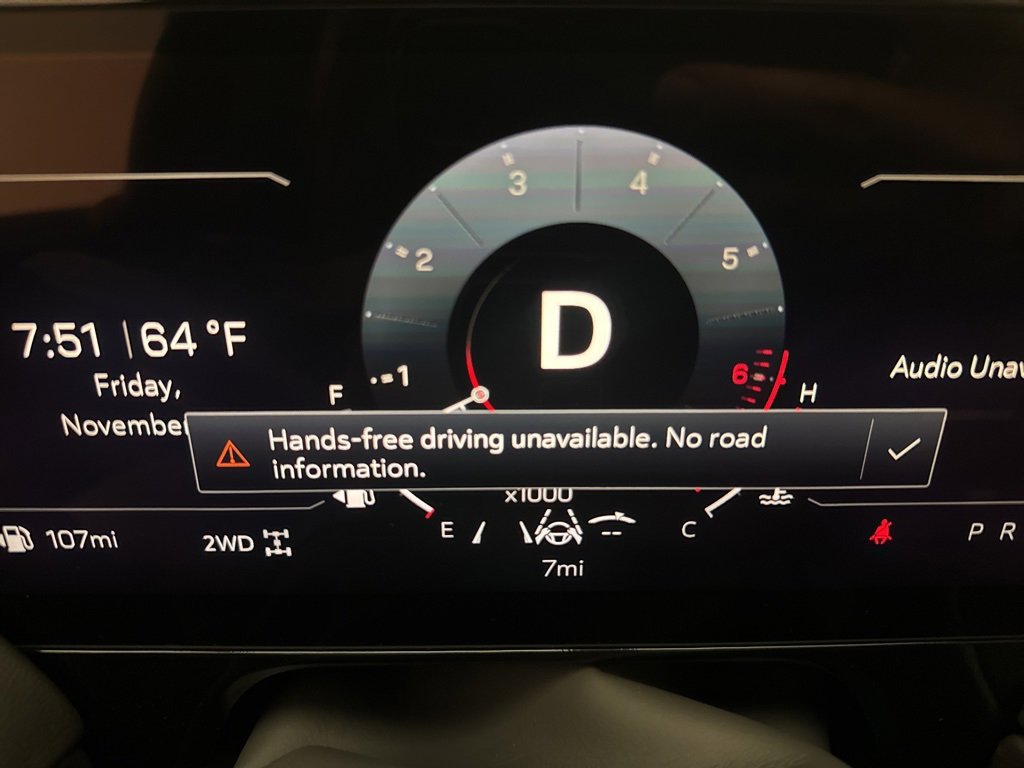 3
4
2
5
7:51 | 64 °F
D
Friday,
1
6
Audio
F
H
Hands-free driving unavailable. No road
information.
x1000
107mi
2WD
E
C
P R
7mi